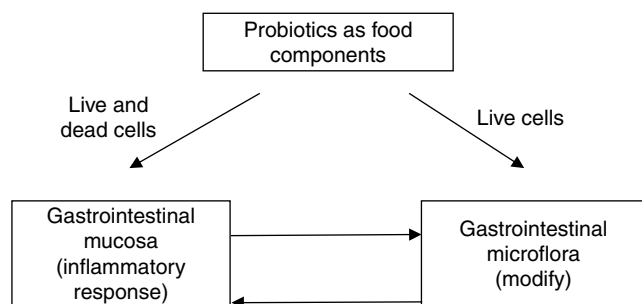 Probiotics as food
components
Live and
dead cells
Live cells
Gastrointestinal
mucosa
(inflammatory
response)
Gastrointestinal
microflora
(modify)